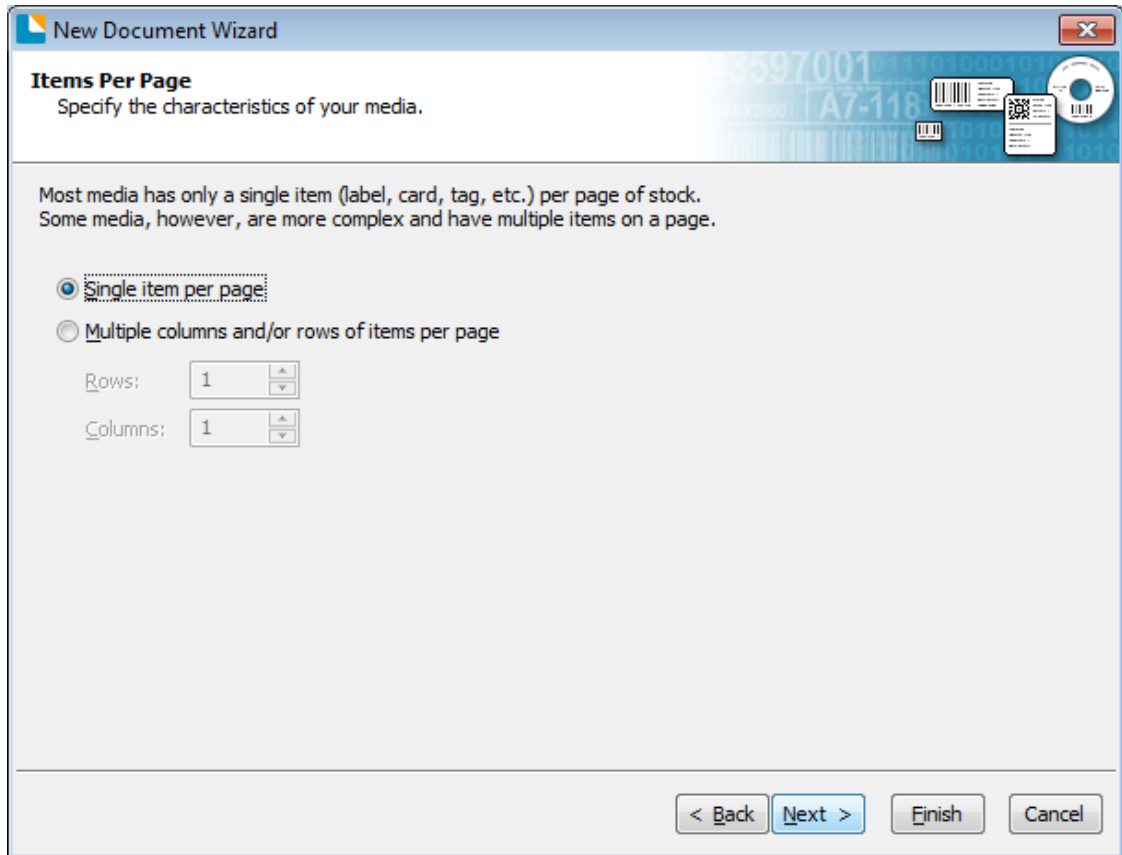 New Document Wizard
Items Per Page
Specify the characteristics of your media.
3597001
A7-118
Most media has only a single item (label, card, tag, etc.) per page of stock.
Some media, however, are more complex and have multiple items on a page.
Single item per page
Multiple columns and/or rows of items per page
Rows: 1
Columns: 1
< Back Next > Finish Cancel